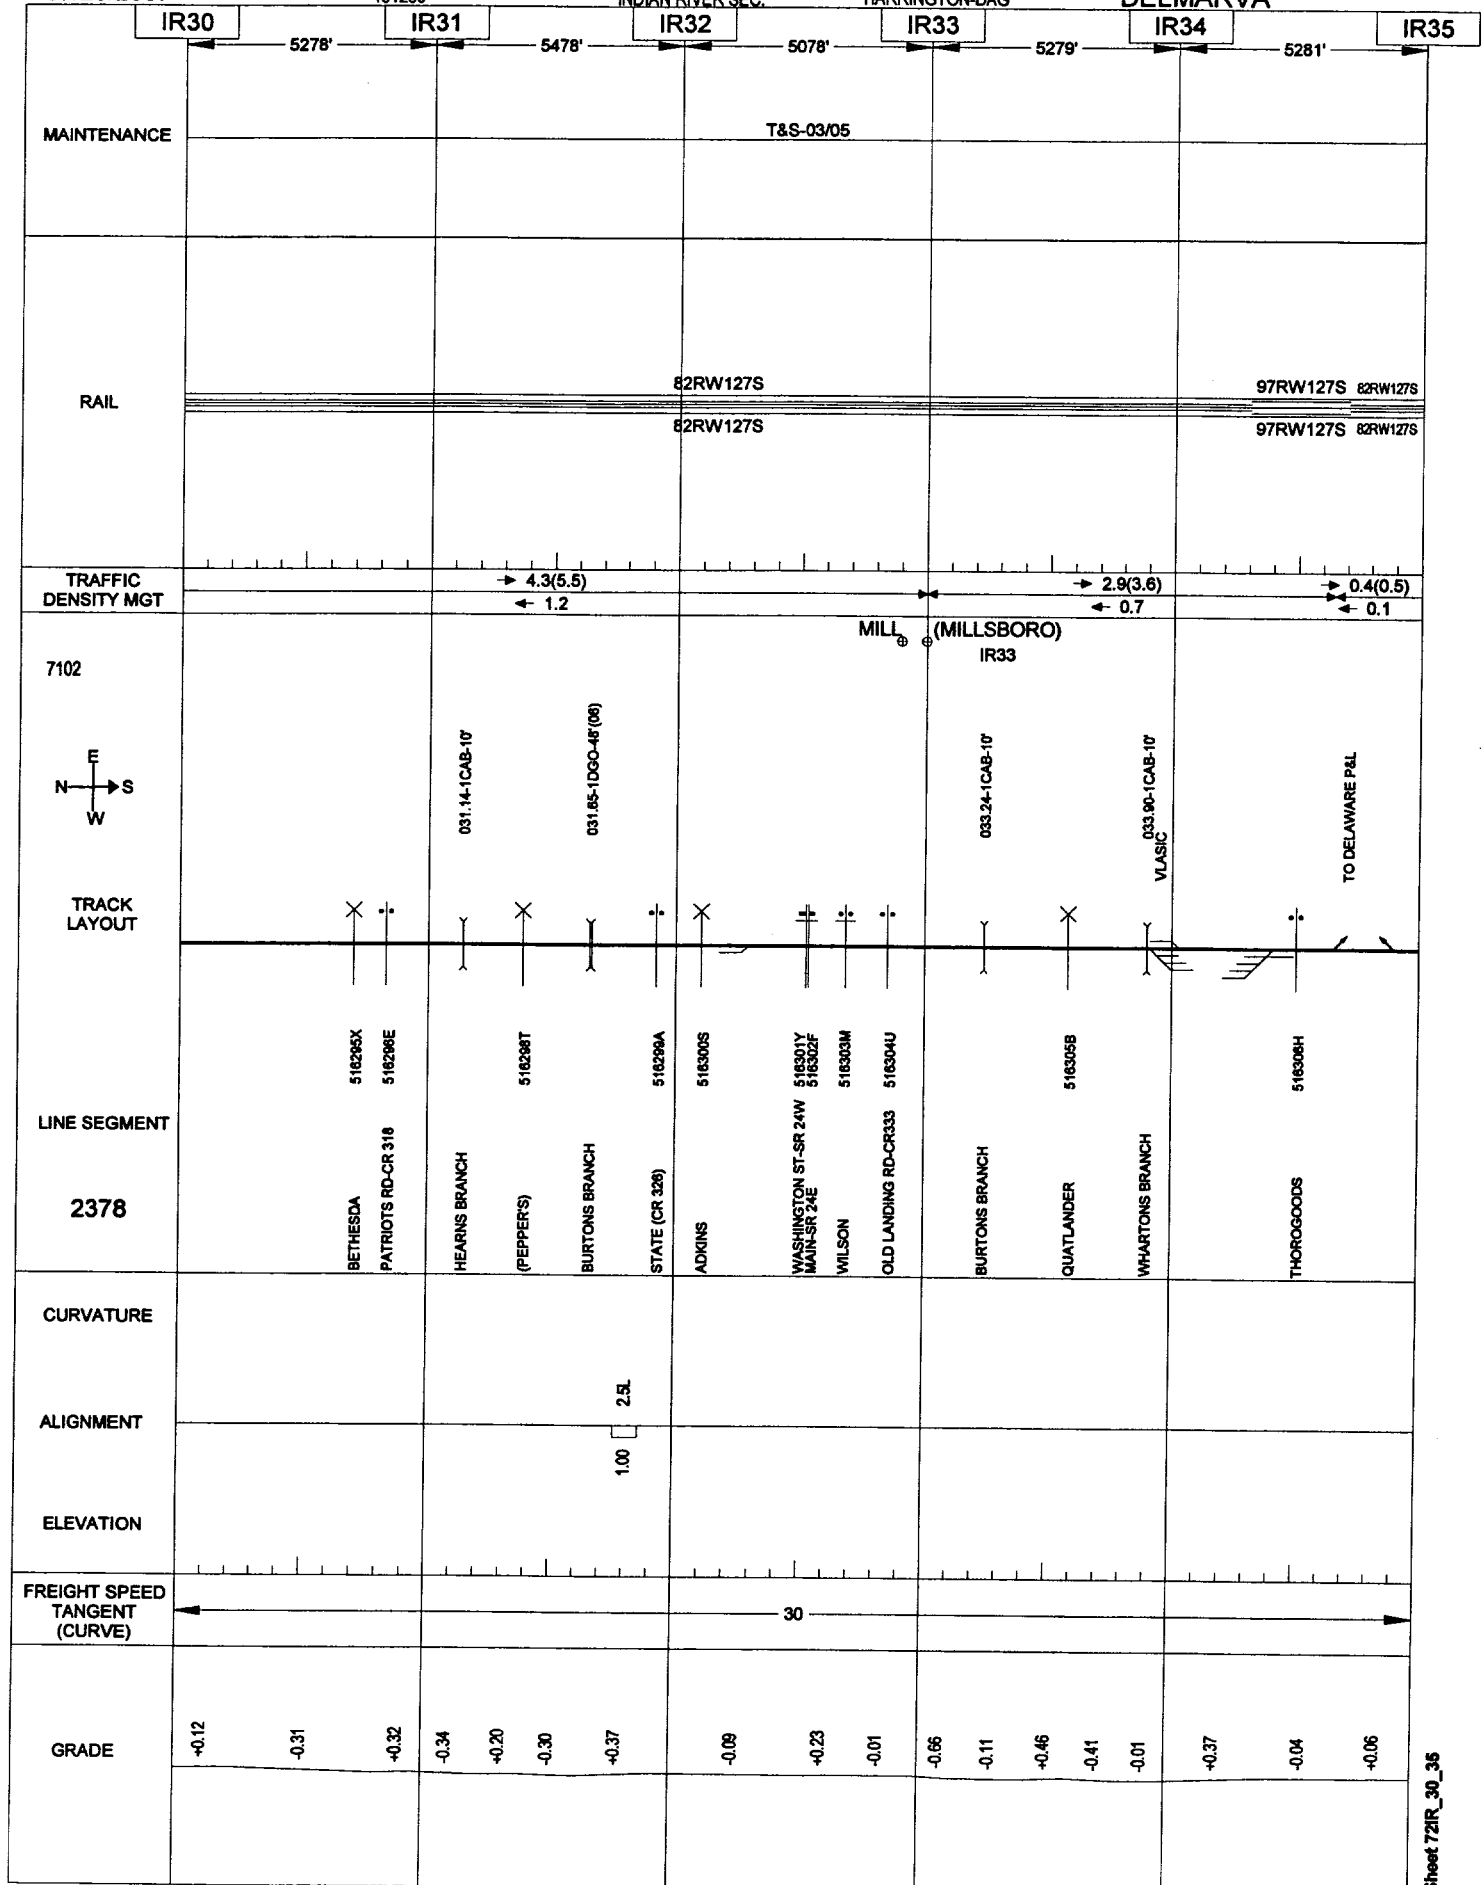 INDIAN RIVER SEC.
HARRINGTON-DAG
DELMARVA
IR30 IR31 IR32 IR33 IR34 IR35
5278' 5478' 5078' 5279' 5281'
MAINTENANCE
T&S-03/05
RAIL
82RW127S 97RW127S 82RW127S
82RW127S 97RW127S 82RW127S
TRAFFIC
DENSITY MGT
4.3(5.5) 2.9(3.6) 0.4(0.5)
1.2 0.7 0.1
MILL (MILLSBORO)
IR33
7102
E
N S
W
031.14-1CAB-10'
031.65-1DGO-48'(06)
033.24-1CAB-10'
033.90-1CAB-10'
VLASIC
TO DELAWARE P&L
TRACK
LAYOUT
516295X
516296E
516298T
516299A
516300S
516301Y
516302F
516303M
516304U
516305B
516306H
LINE SEGMENT
2378
BETHESDA
PATRIOTS RD-CR 318
HEARNS BRANCH
(PEPPER'S)
BURTONS BRANCH
STATE (CR 326)
ADKINS
WASHINGTON ST-SR 24W
MAIN-SR 24E
WILSON
OLD LANDING RD-CR333
BURTONS BRANCH
QUATLANDER
WHARTONS BRANCH
THOROGOODS
CURVATURE
ALIGNMENT
2.5L
1.00
ELEVATION
FREIGHT SPEED
TANGENT
(CURVE)
30
GRADE
+0.12 -0.31 +0.32 -0.34 +0.20 -0.30 +0.37 -0.09 +0.23 -0.01 -0.66 -0.11 +0.46 -0.41 -0.01 +0.37 -0.04 +0.06
Sheet 72IR_30_35